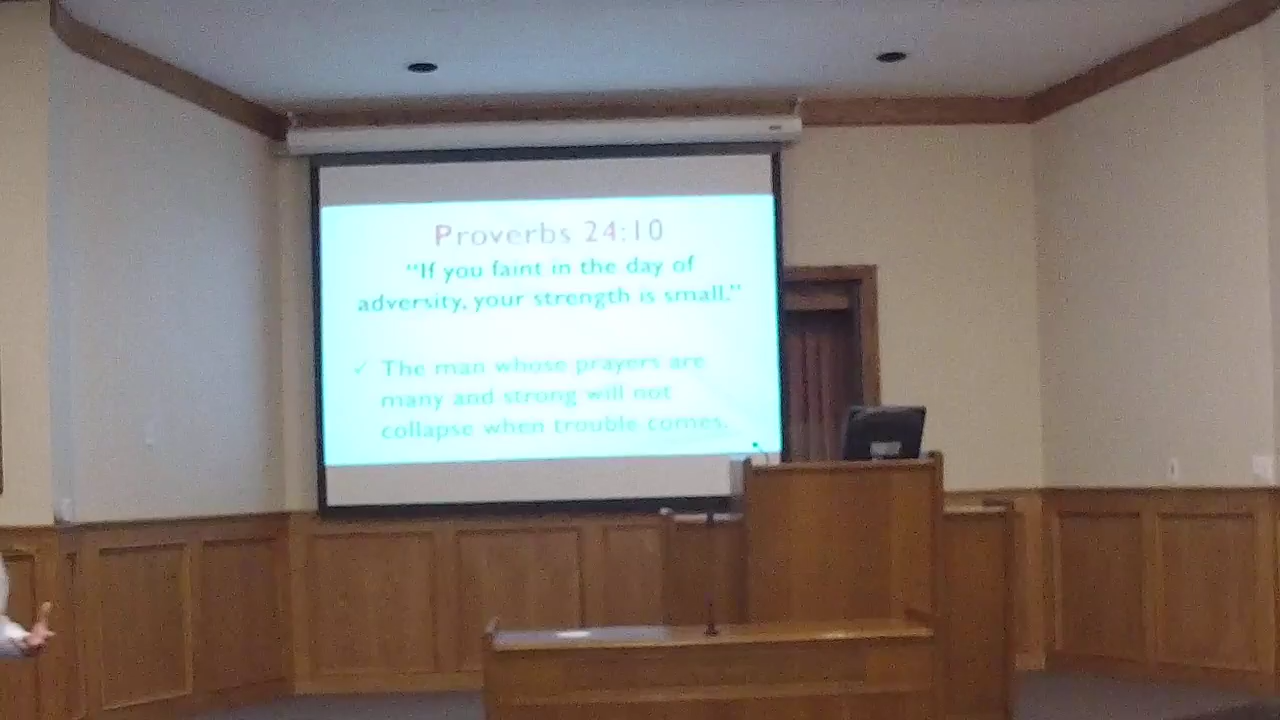 Proverbs 24:10
“If you faint in the day of
adversity, your strength is small.”
✓ The man whose prayers are
many and strong will not
collapse when trouble comes.